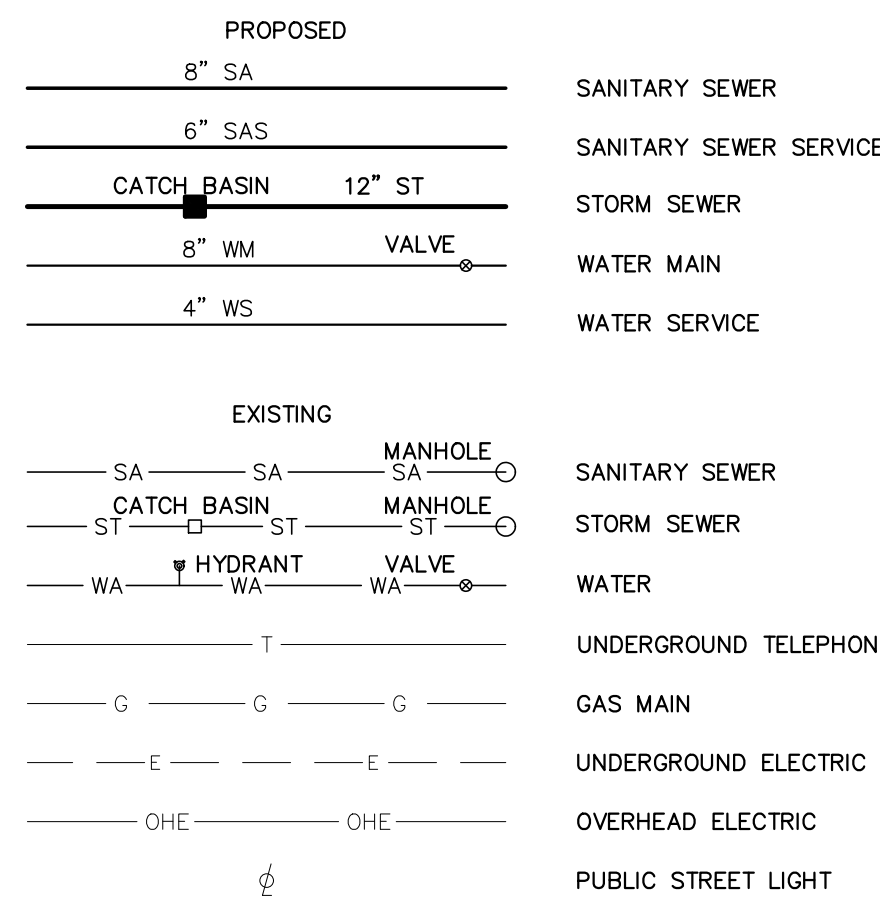 PROPOSED
8” SA
SANITARY SEWER
6” SAS
SANITARY SEWER SERVICE
CATCH BASIN 12” ST
STORM SEWER
8” WM VALVE
WATER MAIN
4” WS
WATER SERVICE
EXISTING
MANHOLE
SA SA SA
SANITARY SEWER
CATCH BASIN MANHOLE
ST ST ST
STORM SEWER
HYDRANT VALVE
WA WA WA
WATER
T
UNDERGROUND TELEPHON
G G G
GAS MAIN
E E
UNDERGROUND ELECTRIC
OHE OHE
OVERHEAD ELECTRIC
PUBLIC STREET LIGHT